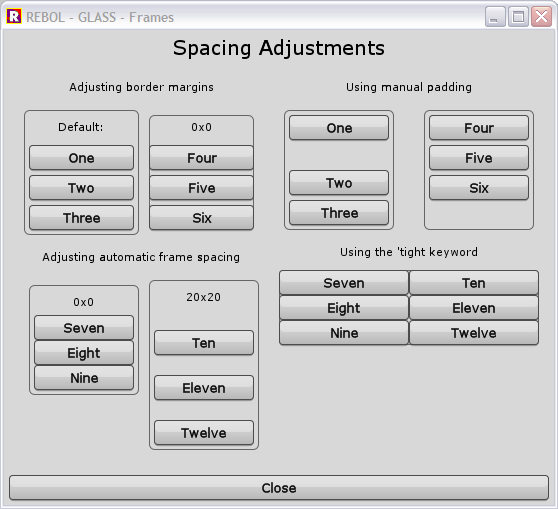 REBOL - GLASS - Frames
Spacing Adjustments
Adjusting border margins
Default:
One
Two
Three
0x0
Four
Five
Six
Using manual padding
One
Two
Three
Four
Five
Six
Adjusting automatic frame spacing
0x0
Seven
Eight
Nine
20x20
Ten
Eleven
Twelve
Using the 'tight keyword
Seven Ten
Eight Eleven
Nine Twelve
Close